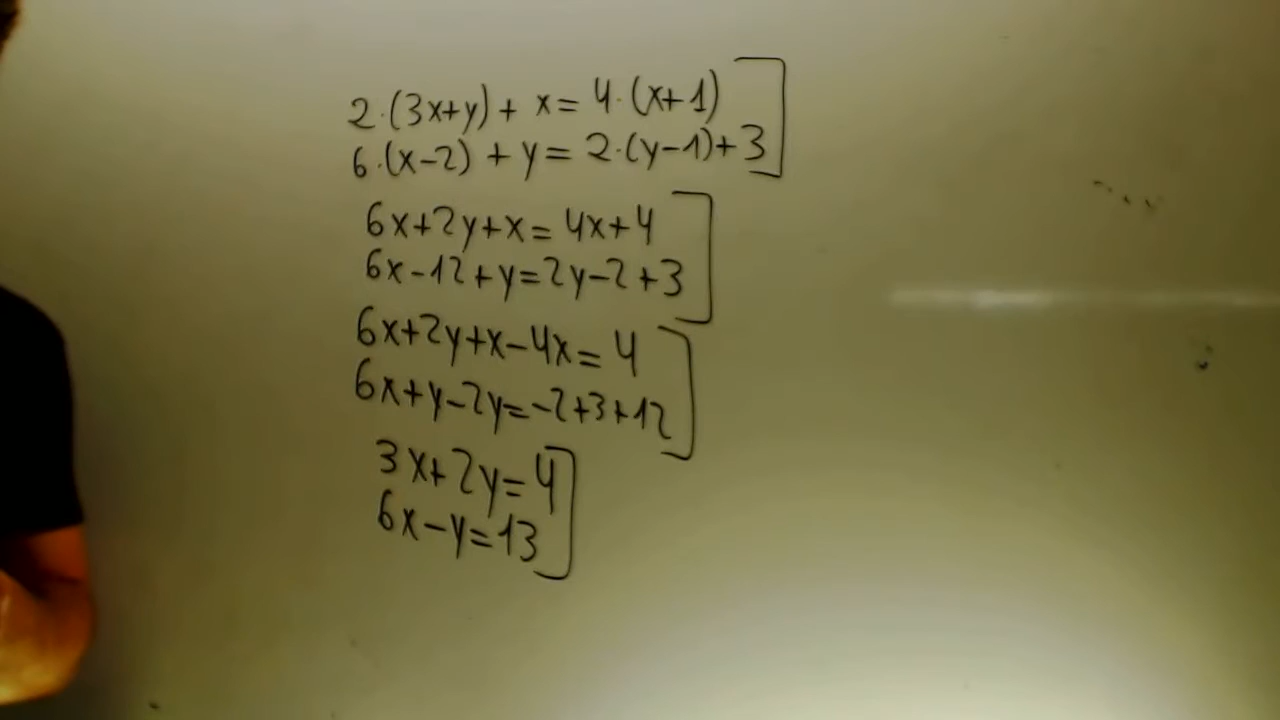 2·(3x+y)+ x= 4·(x+1)
6·(x-2) + y= 2·(y-1)+3
6x+2y+x= 4x+4
6x-12+y=2y-2+3
6x+2y+x-4x= 4
6x+y-2y=-2+3+12
3x+2y=4
6x-y=13